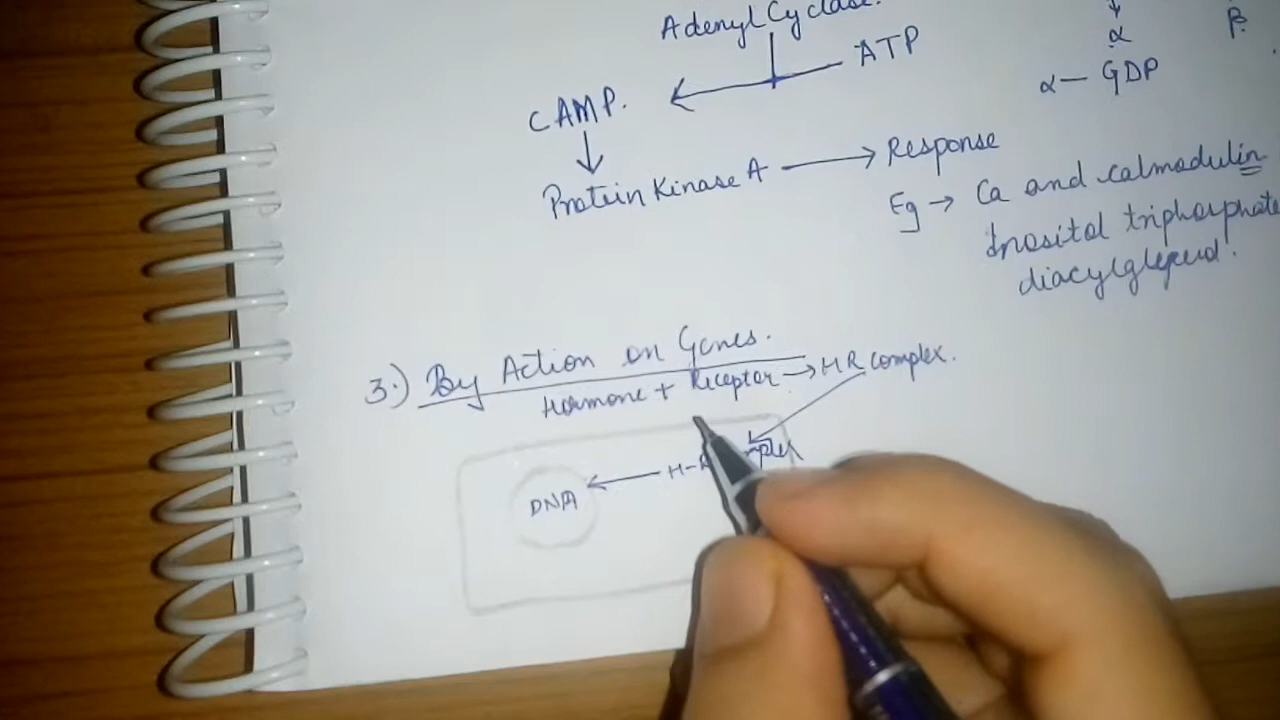 Adenyl Cyclase.
ATP
α
β
α— GDP
CAMP.
Protein Kinase A → Response
Eg → Ca and calmadulin
Inositol triphosphate
diacylglycerol.
3.) By Action on Genes.
Hormone + Receptor → HR complex.
DNA ← H-R